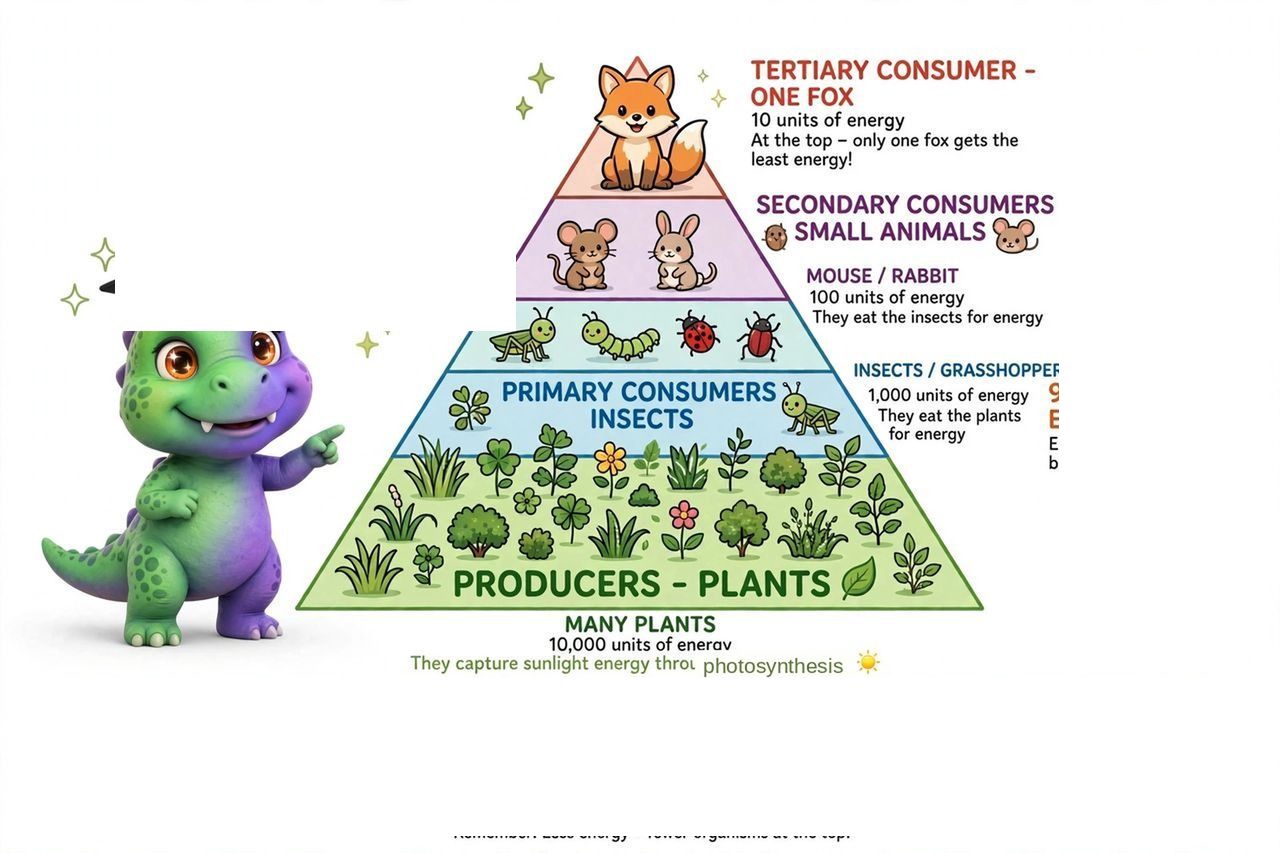 TERTIARY CONSUMER -
ONE FOX
10 units of energy
At the top – only one fox gets the
least energy!
SECONDARY CONSUMERS
SMALL ANIMALS
MOUSE / RABBIT
100 units of energy
They eat the insects for energy
INSECTS / GRASSHOPPER
1,000 units of energy
They eat the plants
for energy
9
E
E
b
PRIMARY CONSUMERS
INSECTS
PRODUCERS - PLANTS
MANY PLANTS
10,000 units of energy
They capture sunlight energy throu photosynthesis